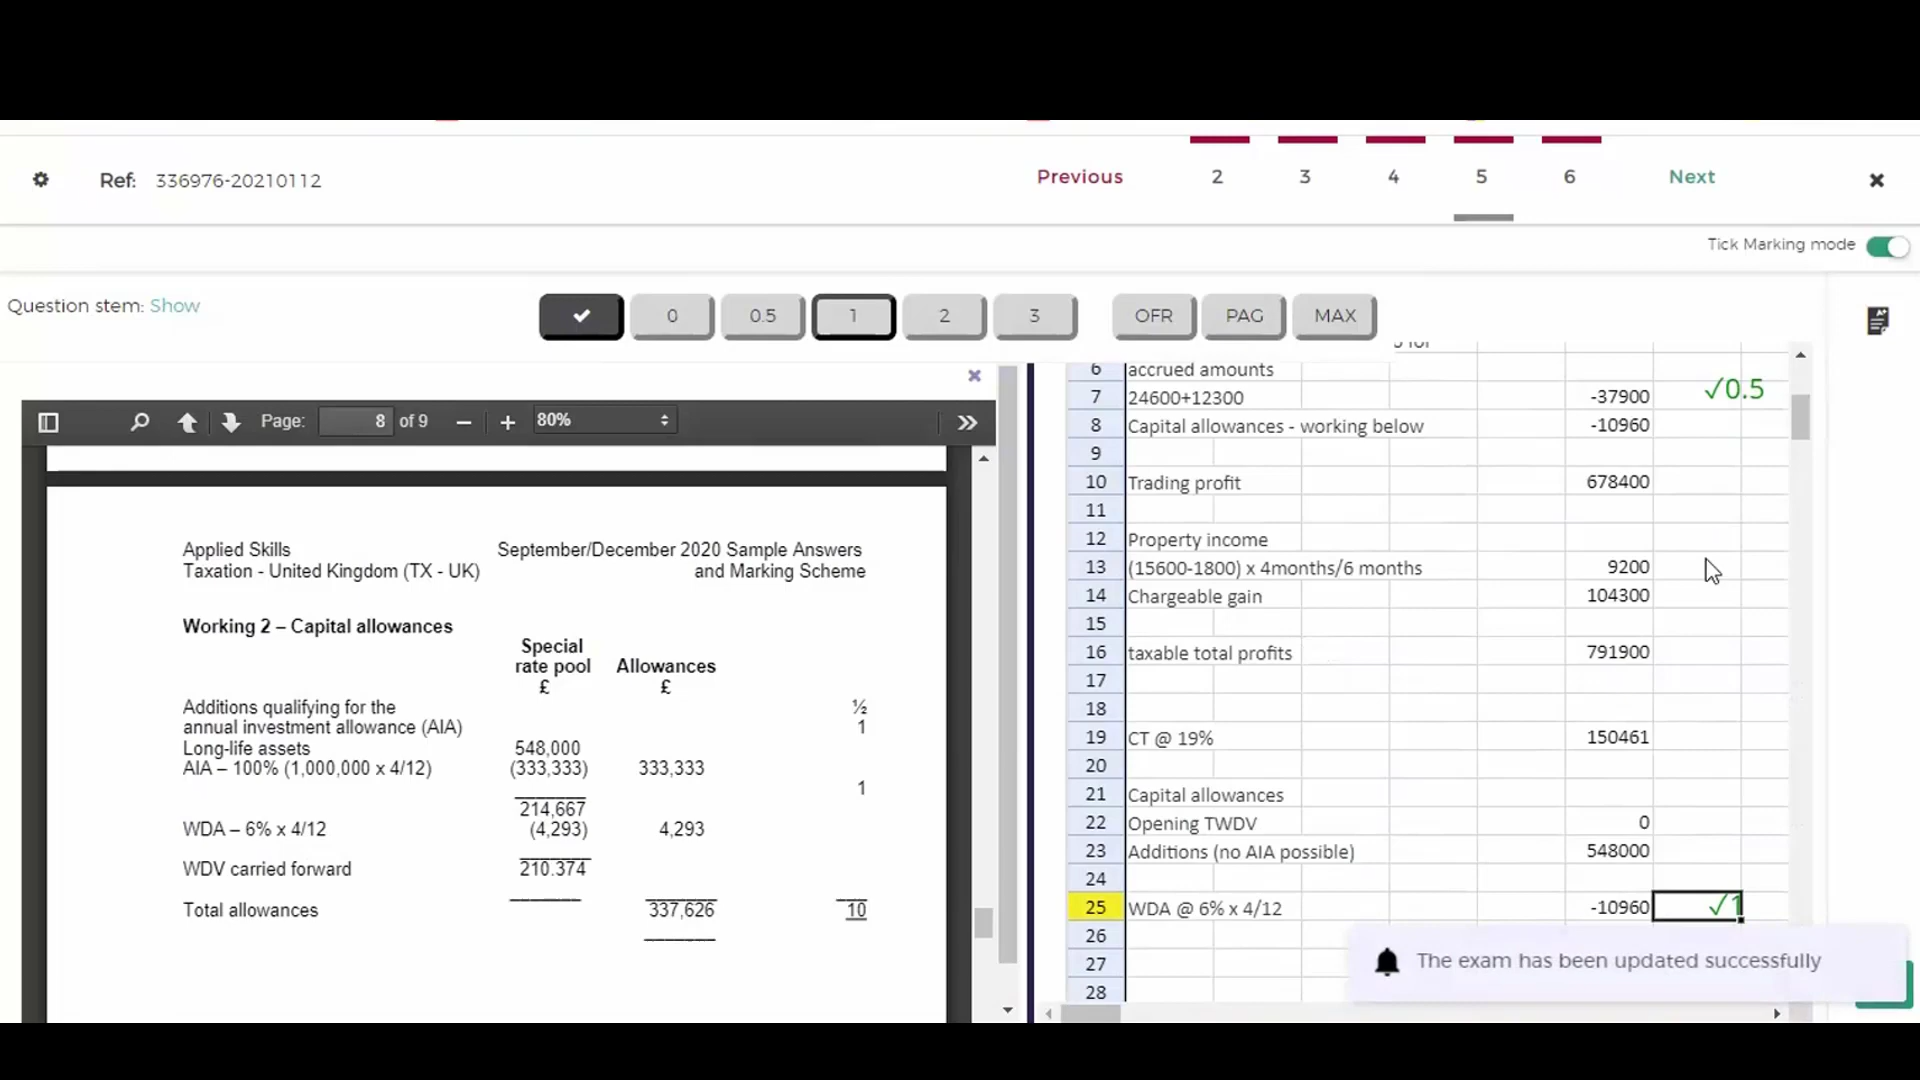 Ref: 336976-20210112
Previous 2 3 4 5 6 Next
Tick Marking mode
Question stem: Show
0 0.5 1 2 3 OFR PAG MAX
Page: 8 of 9 80%
Applied Skills September/December 2020 Sample Answers
Taxation - United Kingdom (TX - UK) and Marking Scheme
Working 2 – Capital allowances
Special
rate pool Allowances
£ £
Additions qualifying for the ½
annual investment allowance (AIA) 1
Long-life assets 548,000
AIA – 100% (1,000,000 x 4/12) (333,333) 333,333
1
214,667
WDA – 6% x 4/12 (4,293) 4,293
WDV carried forward 210.374
Total allowances 337,626 10
6 accrued amounts
7 24600+12300 -37900 √0.5
8 Capital allowances - working below -10960
9
10 Trading profit 678400
11
12 Property income
13 (15600-1800) x 4months/6 months 9200
14 Chargeable gain 104300
15
16 taxable total profits 791900
17
18
19 CT @ 19% 150461
20
21 Capital allowances
22 Opening TWDV 0
23 Additions (no AIA possible) 548000
24
25 WDA @ 6% x 4/12 -10960 √1
26
27
28
The exam has been updated successfully